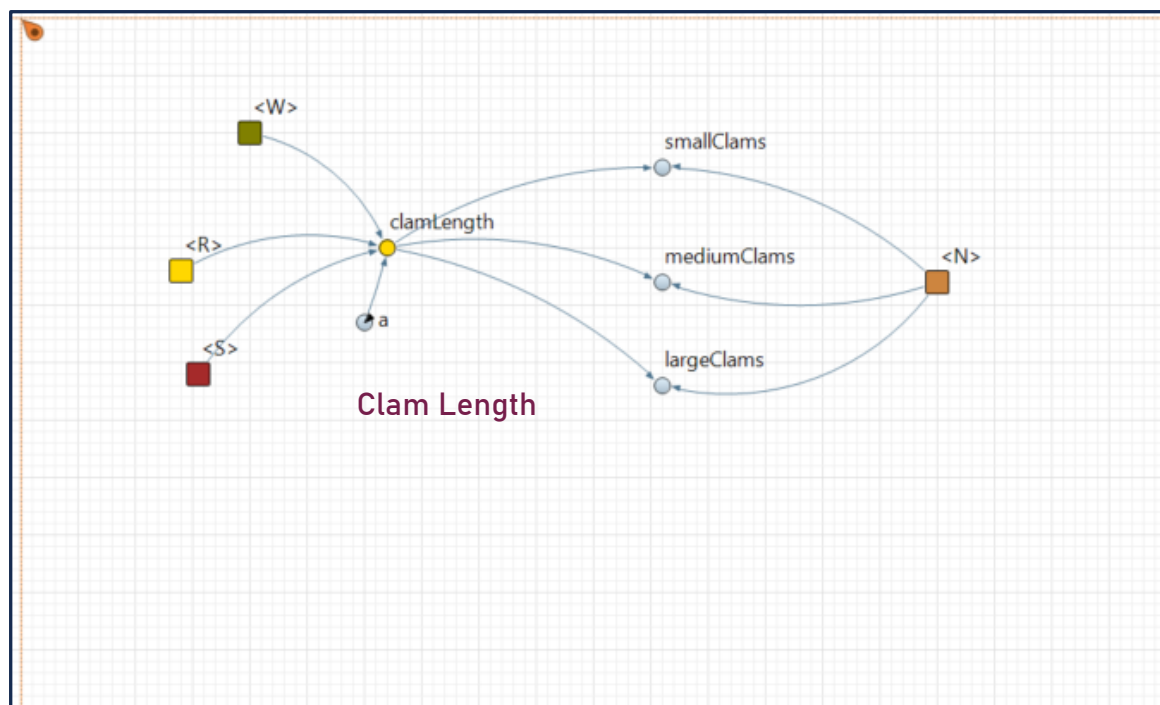 <W>
smallClams
clamLength
<R>
mediumClams
<N>
a
<S>
largeClams
Clam Length